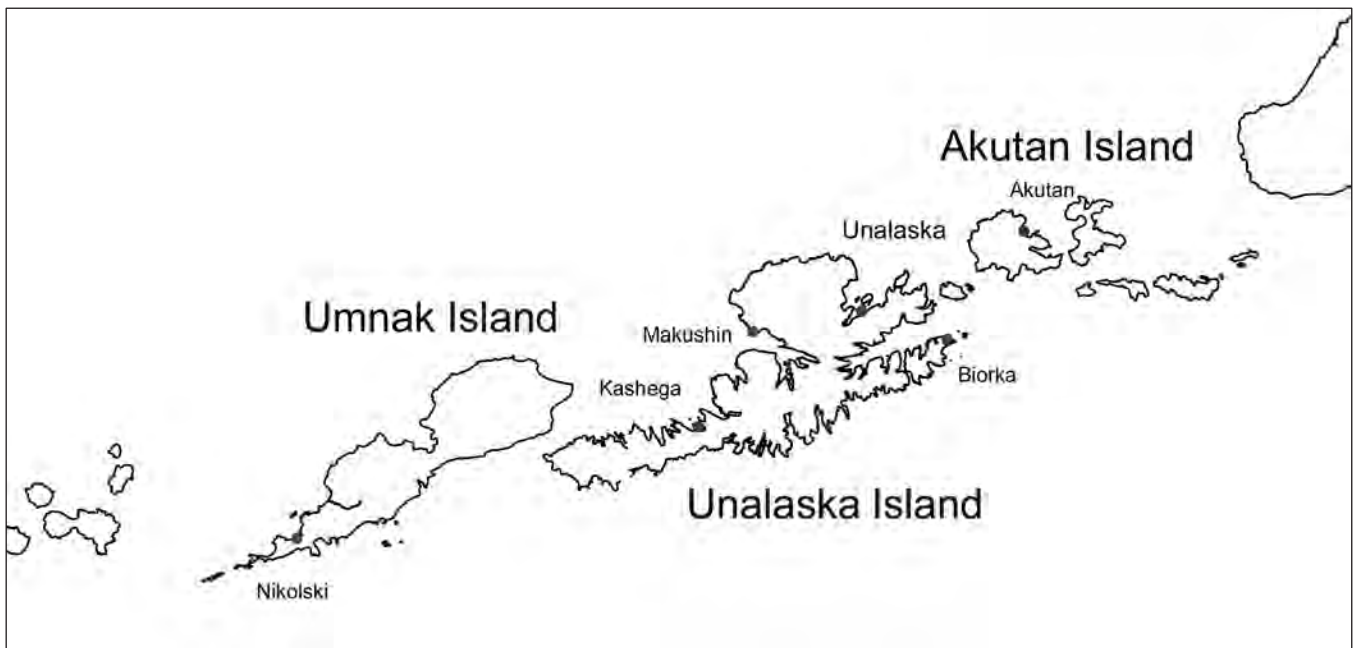 Akutan Island
Akutan
Unalaska
Umnak Island
Makushin
Kashega
Biorka
Unalaska Island
Nikolski